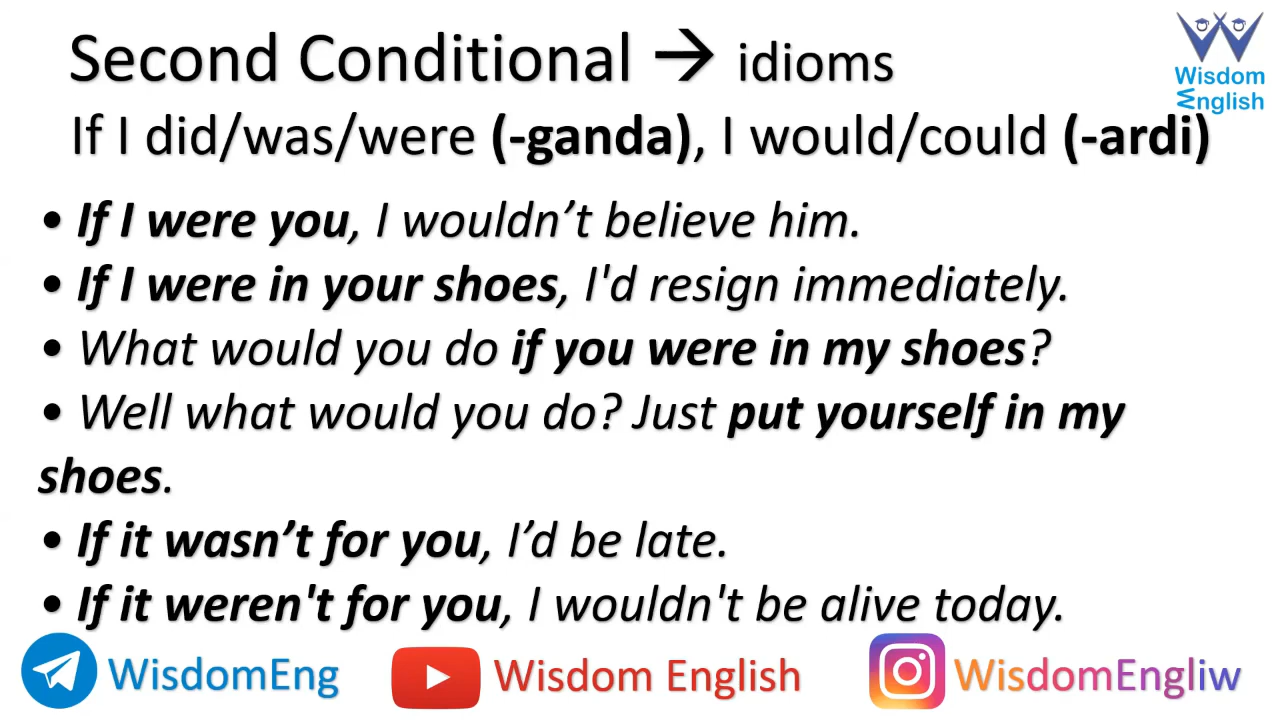 Second Conditional → idioms
Wisdom
English
If I did/was/were (-ganda), I would/could (-ardi)
• If I were you, I wouldn’t believe him.
• If I were in your shoes, I'd resign immediately.
• What would you do if you were in my shoes?
• Well what would you do? Just put yourself in my
shoes.
• If it wasn’t for you, I’d be late.
• If it weren't for you, I wouldn't be alive today.
WisdomEng
Wisdom English
WisdomEngliw